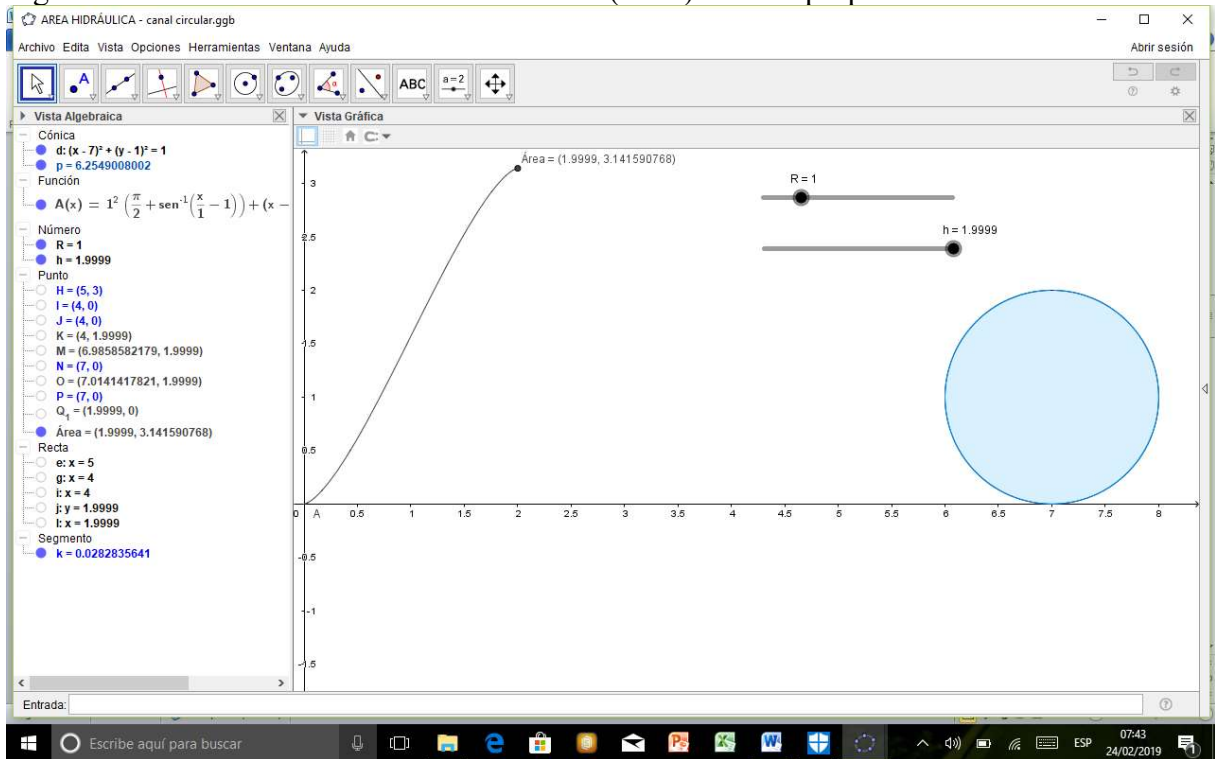 AREA HIDRÁULICA - canal circular.ggb
Archivo Edita Vista Opciones Herramientas Ventana Ayuda
Abrir sesión
A
ABC
a=2
Vista Algebraica
Cónica
d: (x - 7)² + (y - 1)² = 1
p = 6.2549008002
Función
A(x) = 1² (π/2 + sen⁻¹(x/1 − 1)) + (x −
Número
R = 1
h = 1.9999
Punto
H = (5, 3)
I = (4, 0)
J = (4, 0)
K = (4, 1.9999)
M = (6.9858582179, 1.9999)
N = (7, 0)
O = (7.0141417821, 1.9999)
P = (7, 0)
Q₁ = (1.9999, 0)
Área = (1.9999, 3.141590768)
Recta
e: x = 5
g: x = 4
i: x = 4
j: y = 1.9999
l: x = 1.9999
Segmento
k = 0.0282835641
Vista Gráfica
Área = (1.9999, 3.141590768)
R = 1
h = 1.9999
3
2.5
2
1.5
1
0.5
0 A 0.5 1 1.5 2 2.5 3 3.5 4 4.5 5 5.5 6 6.5 7 7.5 8
-0.5
-1
-1.5
Entrada:
Escribe aquí para buscar
ESP
07:43
24/02/2019